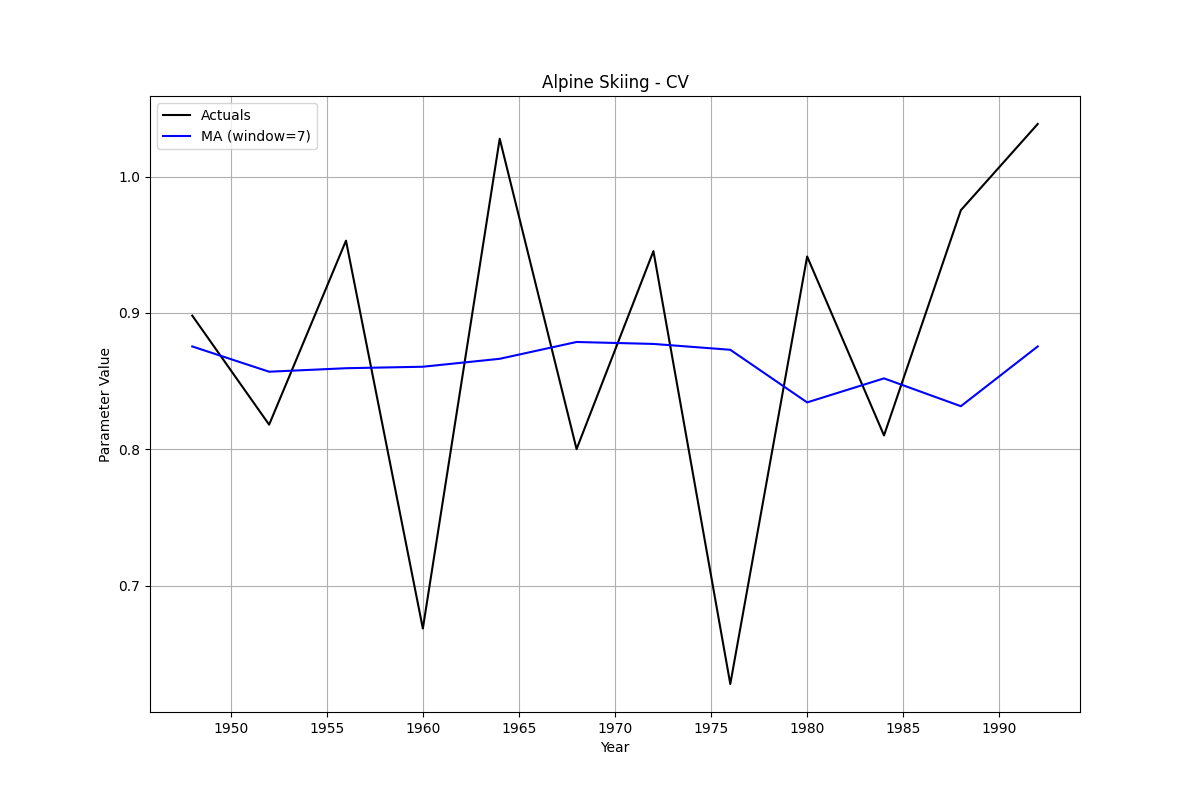 Alpine Skiing - CV
Actuals
MA (window=7)
Parameter Value
1.0
0.9
0.8
0.7
1950 1955 1960 1965 1970 1975 1980 1985 1990
Year